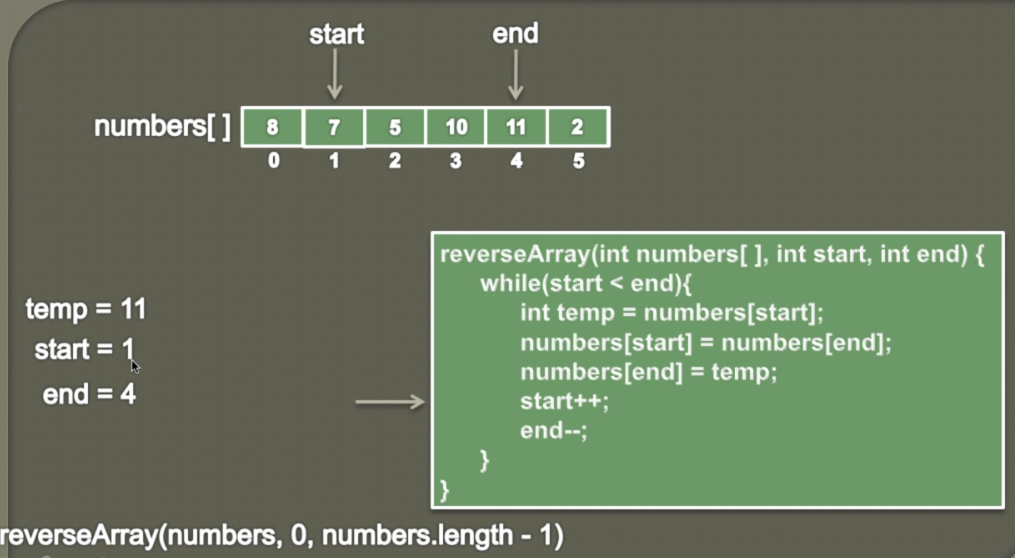 start end
numbers[ ] 8 7 5 10 11 2
0 1 2 3 4 5
reverseArray(int numbers[ ], int start, int end) {
while(start < end){
int temp = numbers[start];
numbers[start] = numbers[end];
numbers[end] = temp;
start++;
end--;
}
}
temp = 11
start = 1
end = 4
reverseArray(numbers, 0, numbers.length - 1)